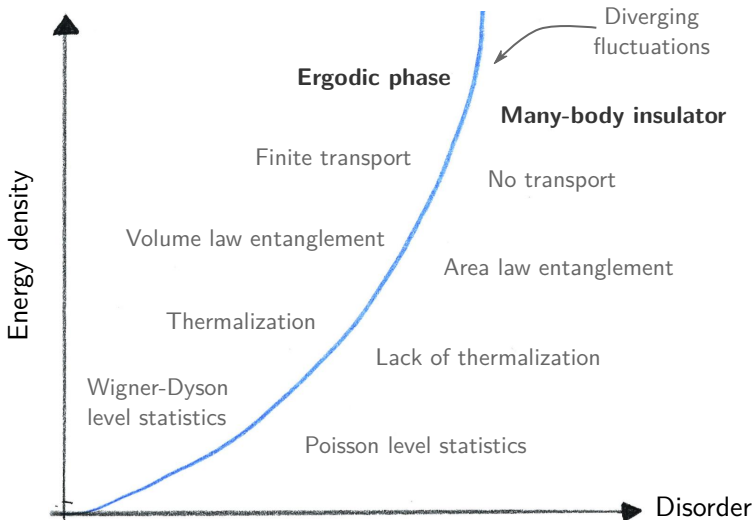 Diverging
fluctuations
Ergodic phase
Many-body insulator
Finite transport
No transport
Volume law entanglement
Area law entanglement
Thermalization
Lack of thermalization
Wigner-Dyson
level statistics
Poisson level statistics
Energy density
Disorder